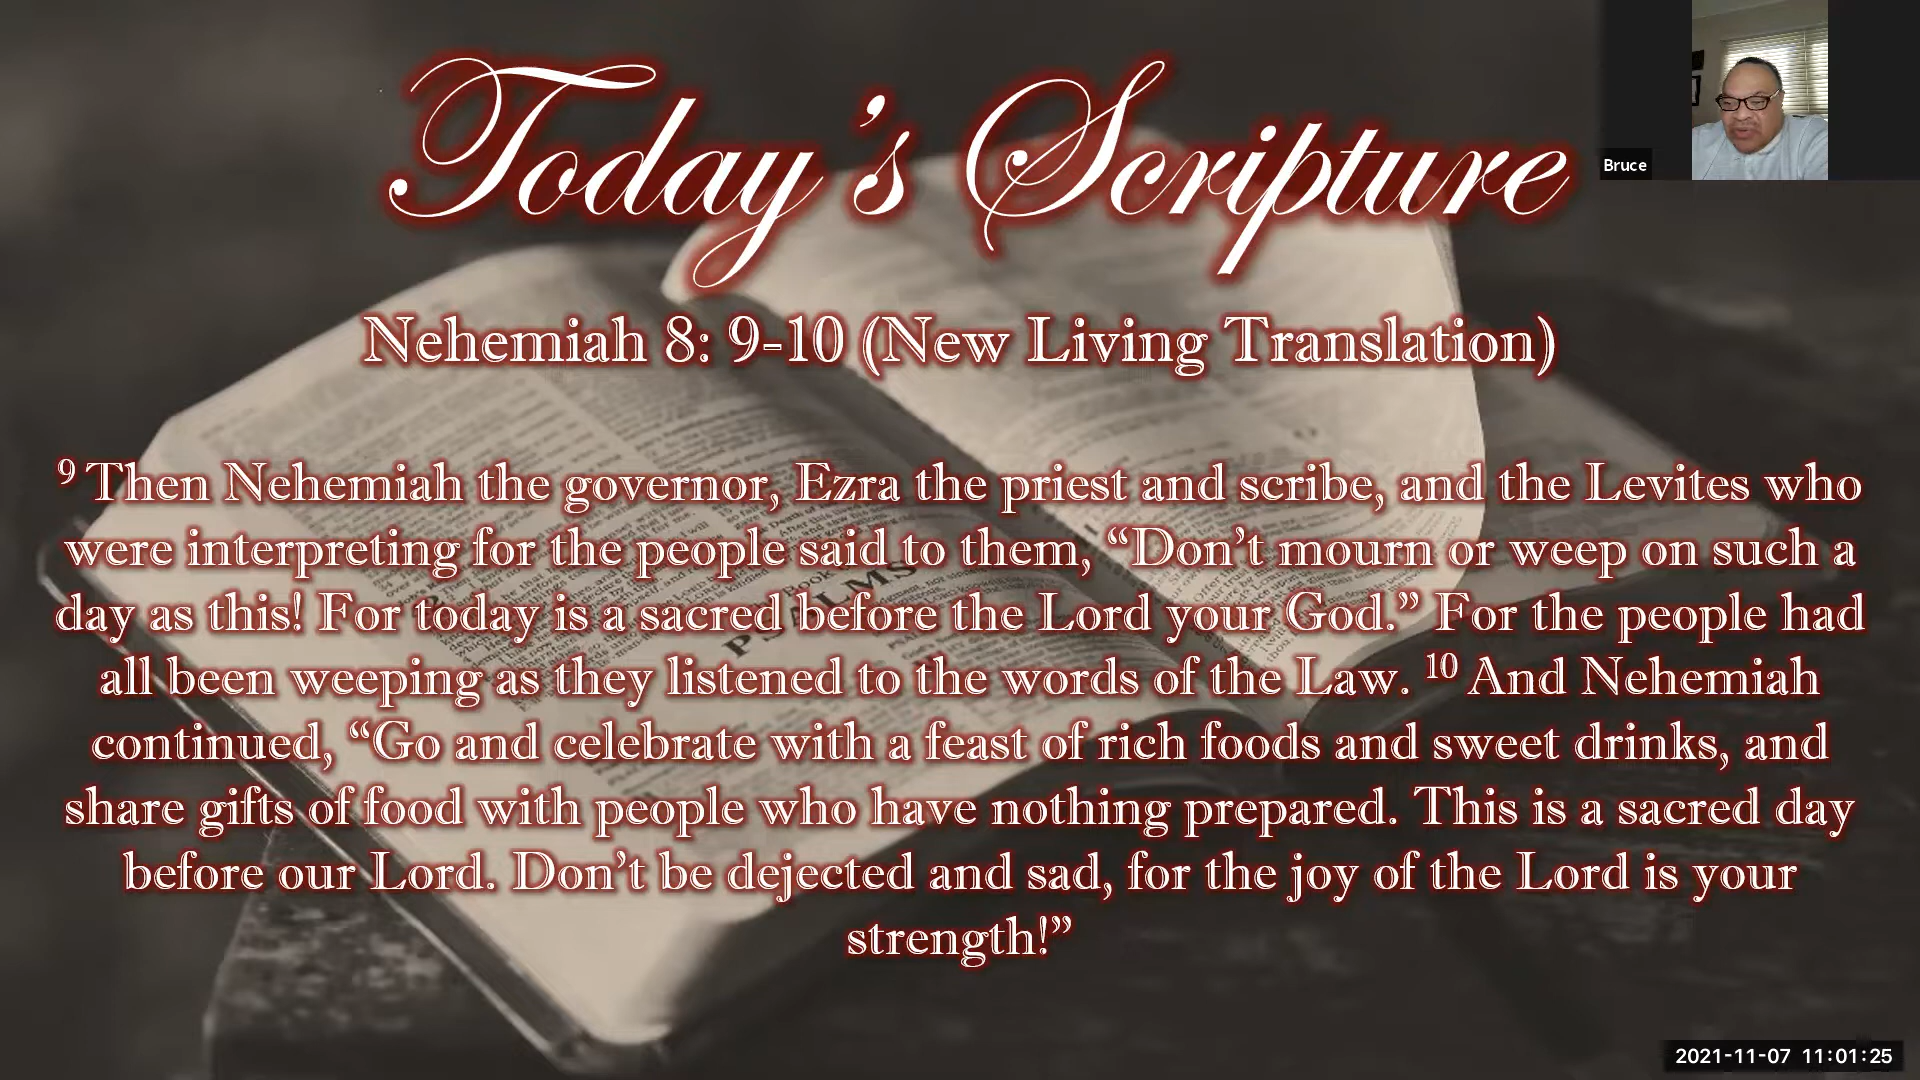 Today's Scripture
Bruce
Nehemiah 8: 9-10 (New Living Translation)
9 Then Nehemiah the governor, Ezra the priest and scribe, and the Levites who
were interpreting for the people said to them, “Don’t mourn or weep on such a
day as this! For today is a sacred before the Lord your God.” For the people had
all been weeping as they listened to the words of the Law. 10 And Nehemiah
continued, “Go and celebrate with a feast of rich foods and sweet drinks, and
share gifts of food with people who have nothing prepared. This is a sacred day
before our Lord. Don’t be dejected and sad, for the joy of the Lord is your
strength!”
PSALMS
2021-11-07 11:01:25